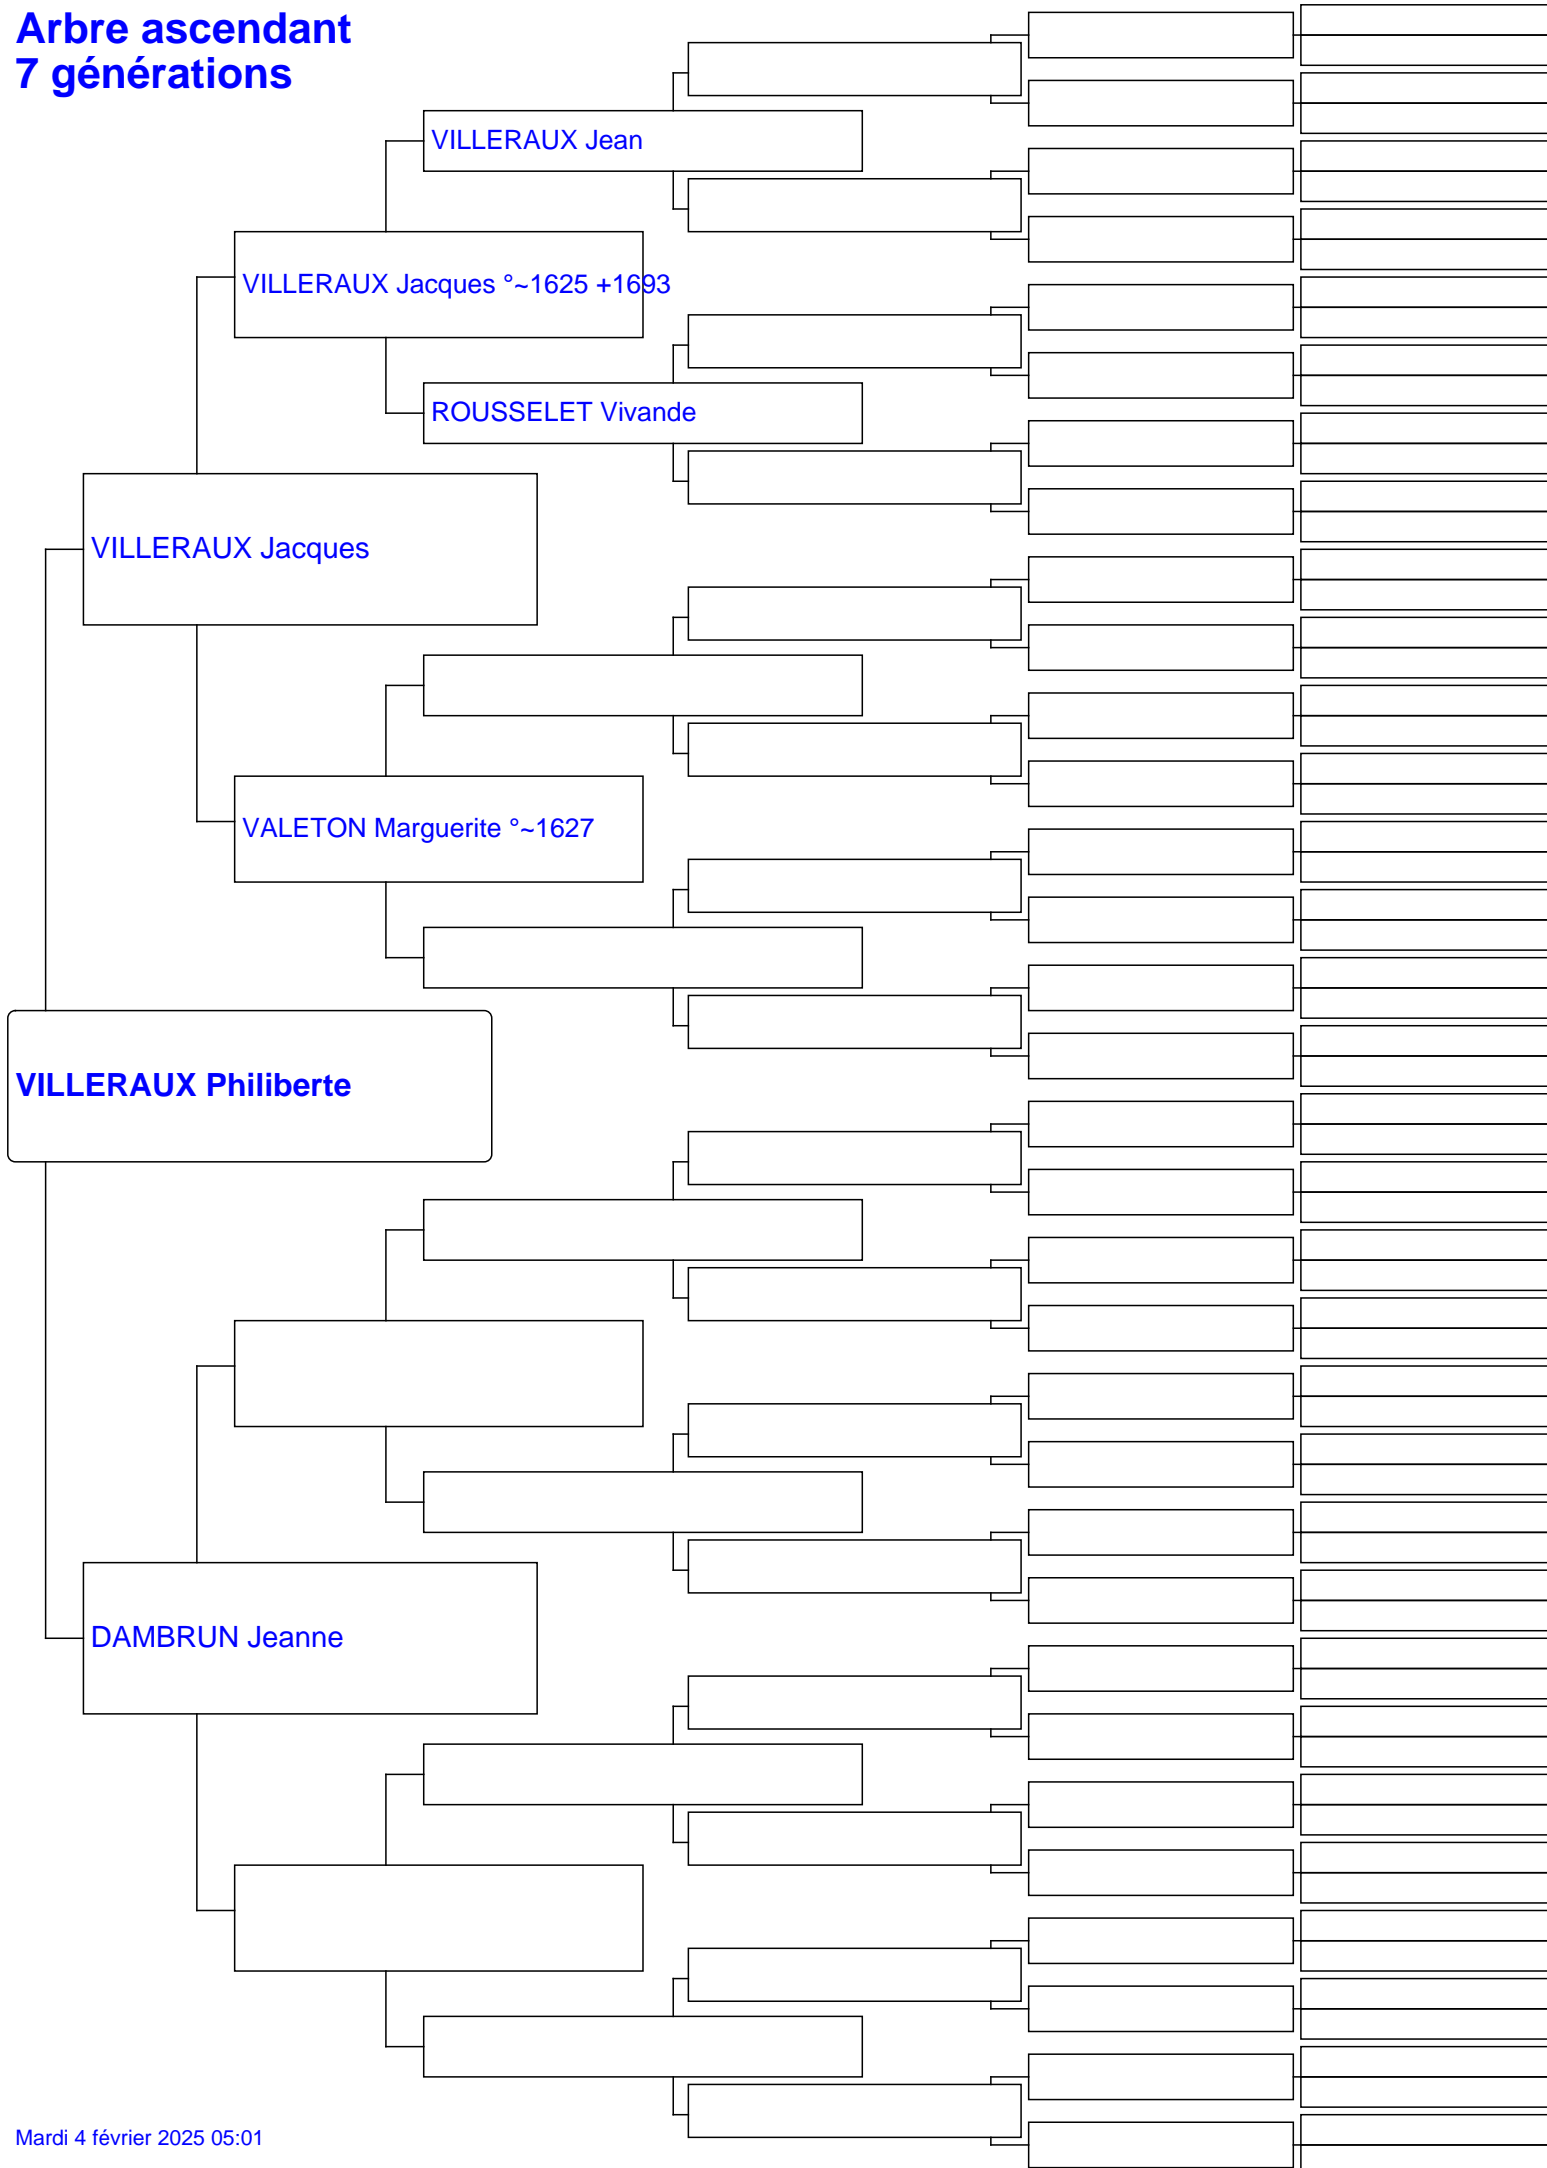 Arbre ascendant
7 générations
VILLERAUX Jean
VILLERAUX Jacques °~1625 +1693
ROUSSELET Vivande
VILLERAUX Jacques
VALETON Marguerite °~1627
VILLERAUX Philiberte
DAMBRUN Jeanne
Mardi 4 février 2025 05:01